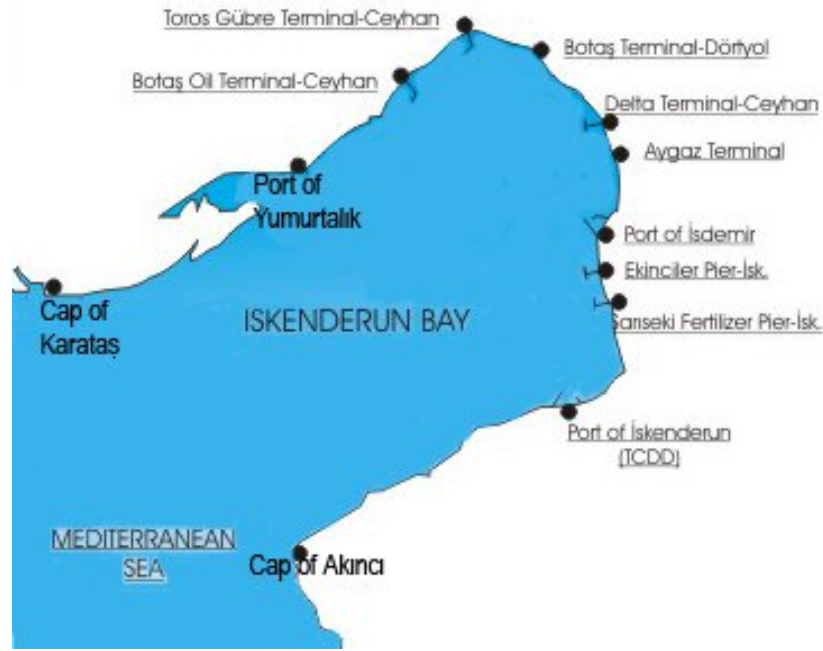 Toros Gübre Terminal-Ceyhan
Botaş Terminal-Dörtyol
Botaş Oil Terminal-Ceyhan
Delta Terminal-Ceyhan
Aygaz Terminal
Port of
Yumurtalık
Port of İsdemir
Ekinciler Pier-İsk.
Cap of
Karataş
ISKENDERUN BAY
Sarıseki Fertilizer Pier-İsk.
Port of İskenderun
(TCDD)
MEDITERRANEAN
SEA
Cap of Akıncı